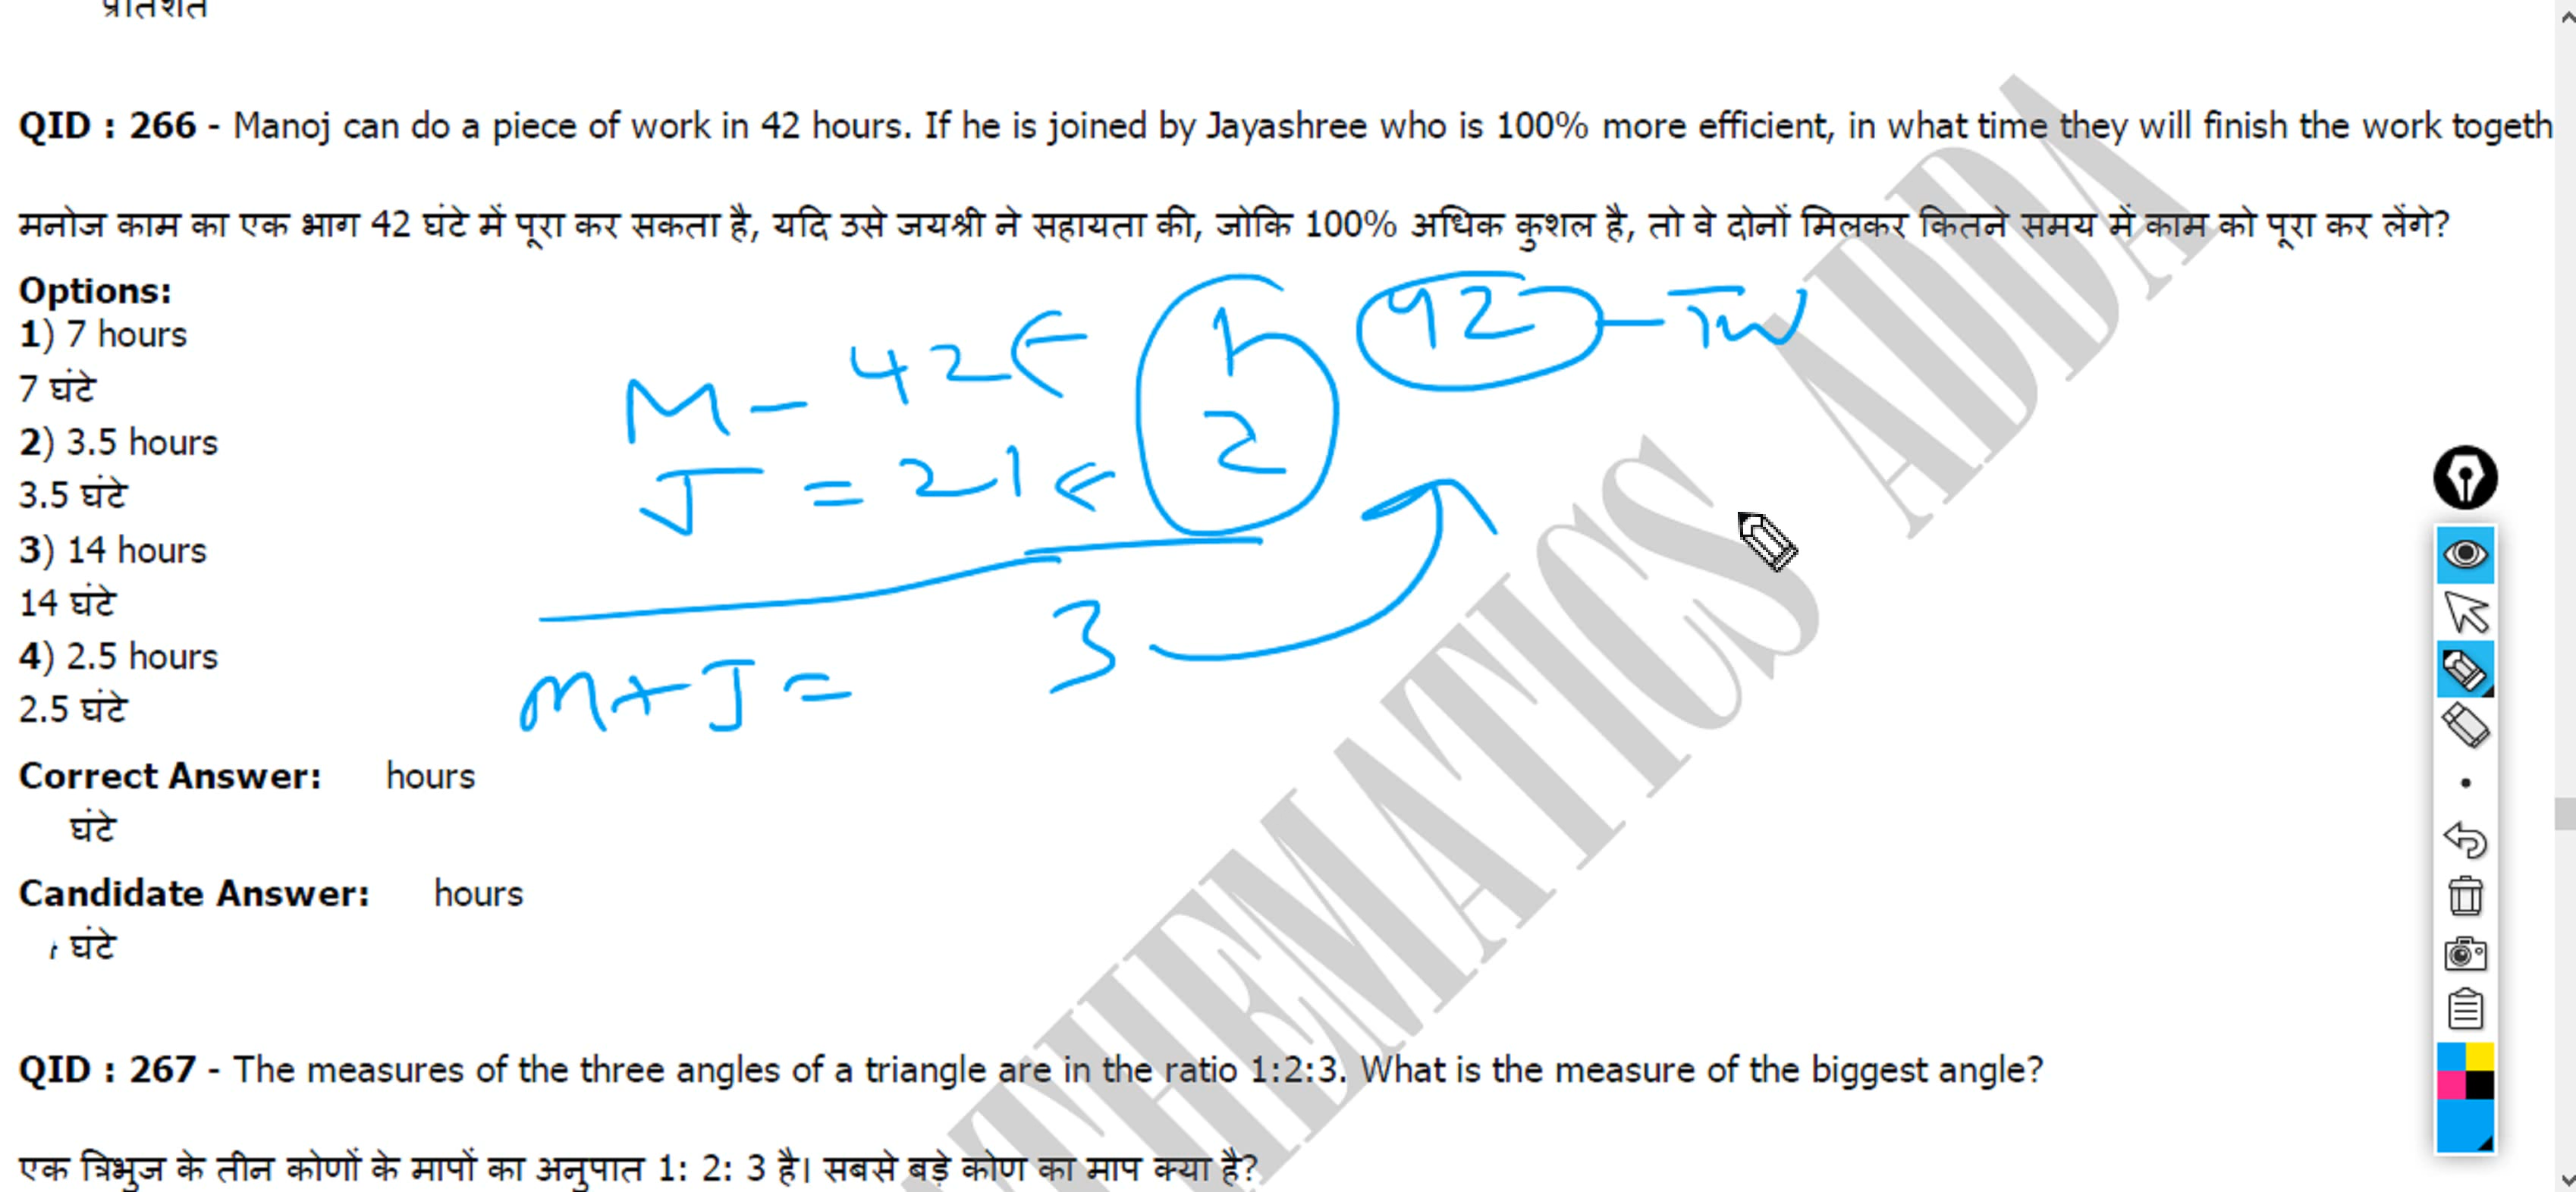 प्रतिशत
QID : 266 - Manoj can do a piece of work in 42 hours. If he is joined by Jayashree who is 100% more efficient, in what time they will finish the work togeth
मनोज काम का एक भाग 42 घंटे में पूरा कर सकता है, यदि उसे जयश्री ने सहायता की, जोकि 100% अधिक कुशल है, तो वे दोनों मिलकर कितने समय में काम को पूरा कर लेंगे?
Options:
1) 7 hours
7 घंटे
2) 3.5 hours
3.5 घंटे
3) 14 hours
14 घंटे
4) 2.5 hours
2.5 घंटे
M - 42 ← 1 42 - TW
J = 21 ← 2
M+J = 3
Correct Answer: hours
घंटे
Candidate Answer: hours
घंटे
QID : 267 - The measures of the three angles of a triangle are in the ratio 1:2:3. What is the measure of the biggest angle?
एक त्रिभुज के तीन कोणों के मापों का अनुपात 1: 2: 3 है। सबसे बड़े कोण का माप क्या है?
THEMATICS ADDA